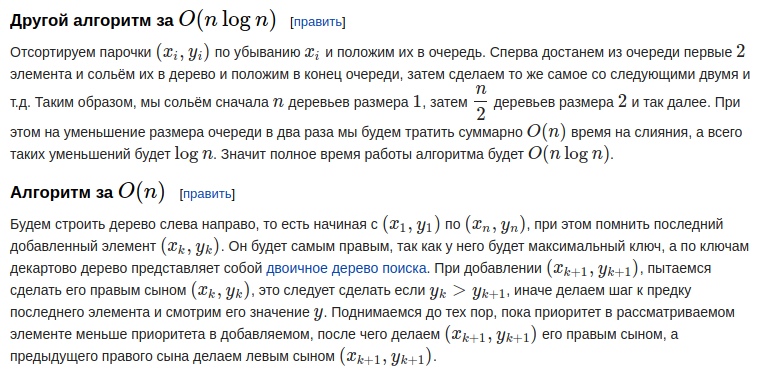 Другой алгоритм за O(n log n) [править]
Отсортируем парочки (x_i, y_i) по убыванию x_i и положим их в очередь. Сперва достанем из очереди первые 2
элемента и сольём их в дерево и положим в конец очереди, затем сделаем то же самое со следующими двумя и
т.д. Таким образом, мы сольём сначала n деревьев размера 1, затем n/2 деревьев размера 2 и так далее. При
этом на уменьшение размера очереди в два раза мы будем тратить суммарно O(n) время на слияния, а всего
таких уменьшений будет log n. Значит полное время работы алгоритма будет O(n log n).
Алгоритм за O(n) [править]
Будем строить дерево слева направо, то есть начиная с (x_1, y_1) по (x_n, y_n), при этом помнить последний
добавленный элемент (x_k, y_k). Он будет самым правым, так как у него будет максимальный ключ, а по ключам
декартово дерево представляет собой двоичное дерево поиска. При добавлении (x_{k+1}, y_{k+1}), пытаемся
сделать его правым сыном (x_k, y_k), это следует сделать если y_k > y_{k+1}, иначе делаем шаг к предку
последнего элемента и смотрим его значение y. Поднимаемся до тех пор, пока приоритет в рассматриваемом
элементе меньше приоритета в добавляемом, после чего делаем (x_{k+1}, y_{k+1}) его правым сыном, а
предыдущего правого сына делаем левым сыном (x_{k+1}, y_{k+1}).